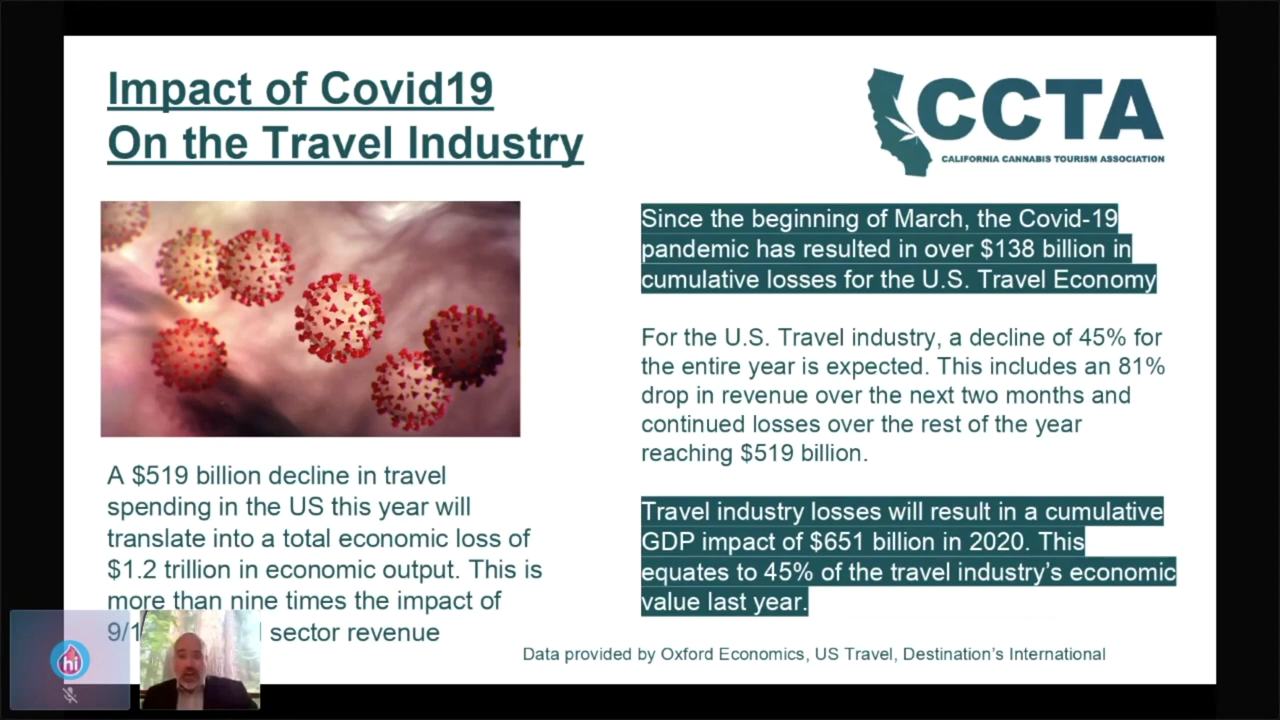 Impact of Covid19
On the Travel Industry
CCTA
CALIFORNIA CANNABIS TOURISM ASSOCIATION
Since the beginning of March, the Covid-19
pandemic has resulted in over $138 billion in
cumulative losses for the U.S. Travel Economy
For the U.S. Travel industry, a decline of 45% for
the entire year is expected. This includes an 81%
drop in revenue over the next two months and
continued losses over the rest of the year
reaching $519 billion.
Travel industry losses will result in a cumulative
GDP impact of $651 billion in 2020. This
equates to 45% of the travel industry's economic
value last year.
A $519 billion decline in travel
spending in the US this year will
translate into a total economic loss of
$1.2 trillion in economic output. This is
more than nine times the impact of
sector revenue
Data provided by Oxford Economics, US Travel, Destination's International
hi